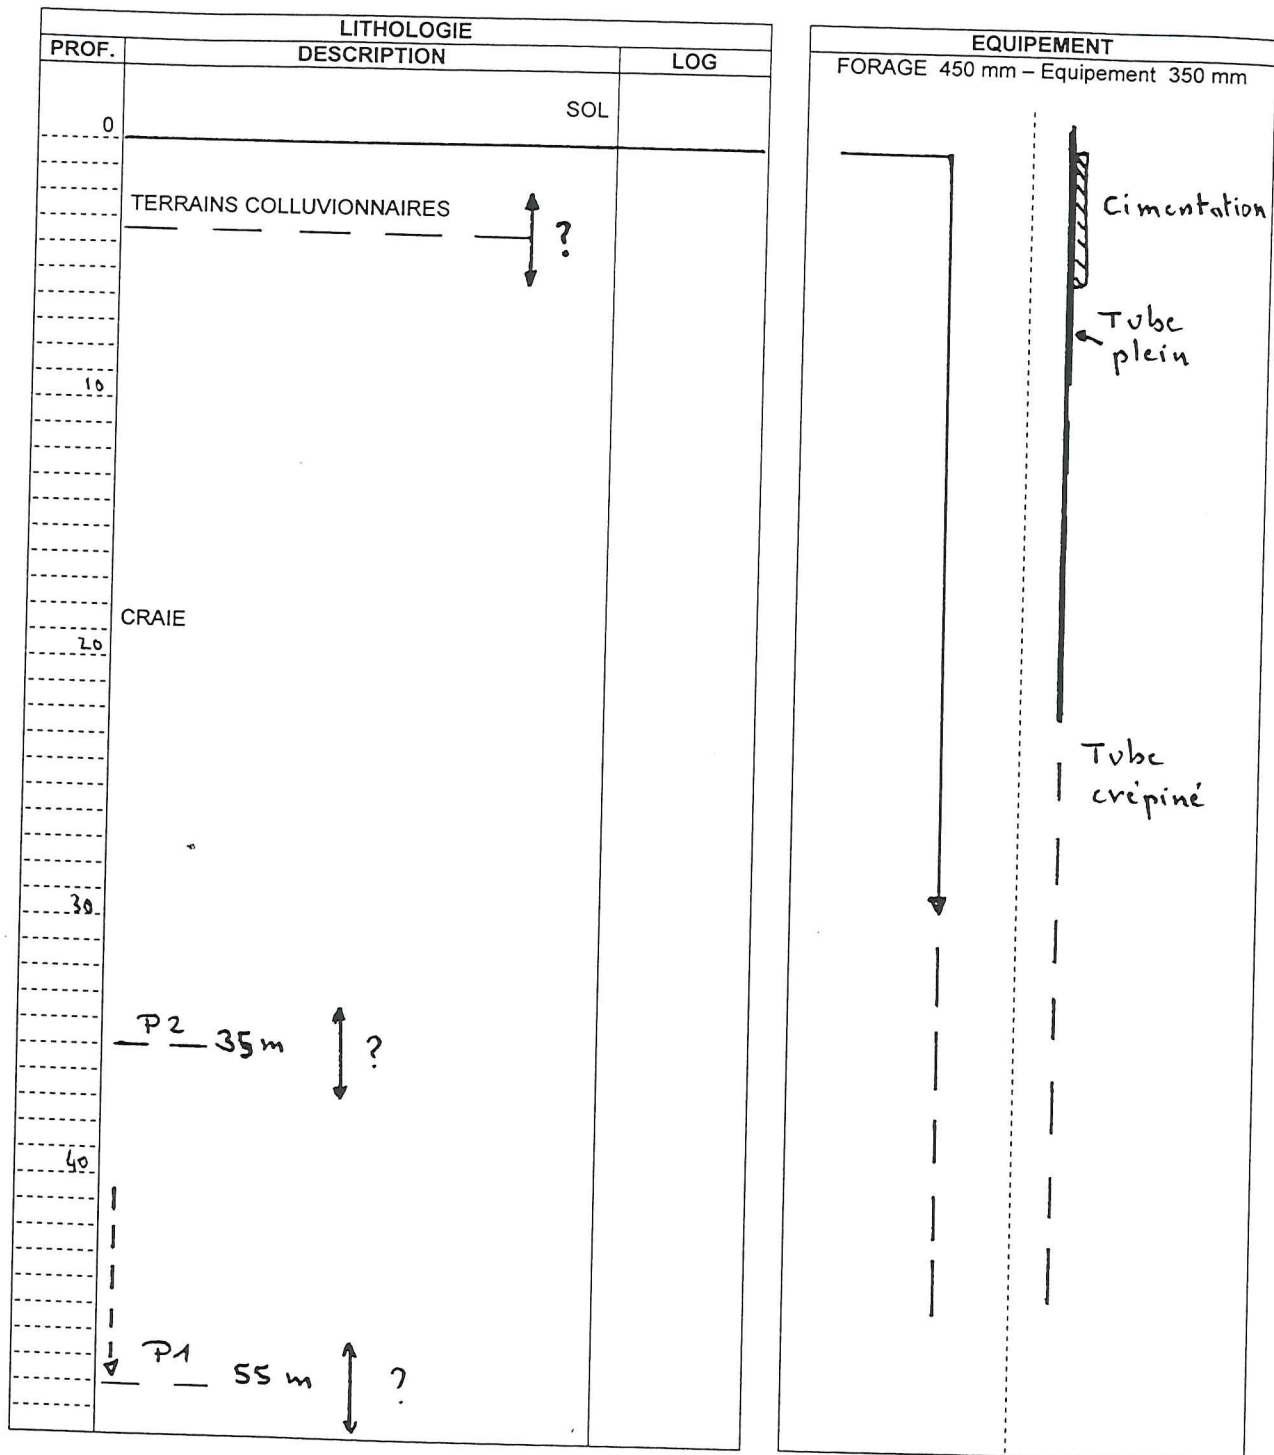 LITHOLOGIE
PROF.
DESCRIPTION
LOG
SOL
0
TERRAINS COLLUVIONNAIRES
?
10
CRAIE
20
30
P2
35 m
?
40
P1
55 m
?
EQUIPEMENT
FORAGE 450 mm – Equipement 350 mm
Cimentation
Tube
plein
Tube
crépiné